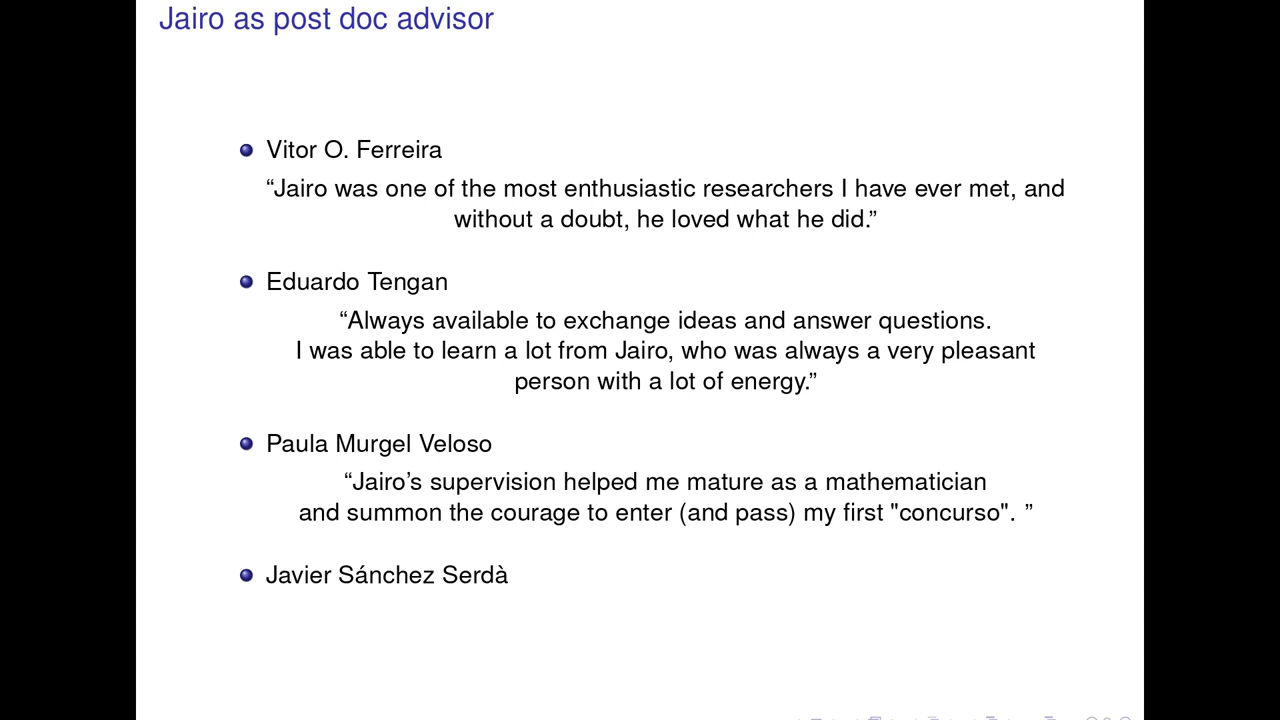 Jairo as post doc advisor
Vitor O. Ferreira
“Jairo was one of the most enthusiastic researchers I have ever met, and
without a doubt, he loved what he did.”
Eduardo Tengan
“Always available to exchange ideas and answer questions.
I was able to learn a lot from Jairo, who was always a very pleasant
person with a lot of energy.”
Paula Murgel Veloso
“Jairo’s supervision helped me mature as a mathematician
and summon the courage to enter (and pass) my first "concurso". ”
Javier Sánchez Serdà